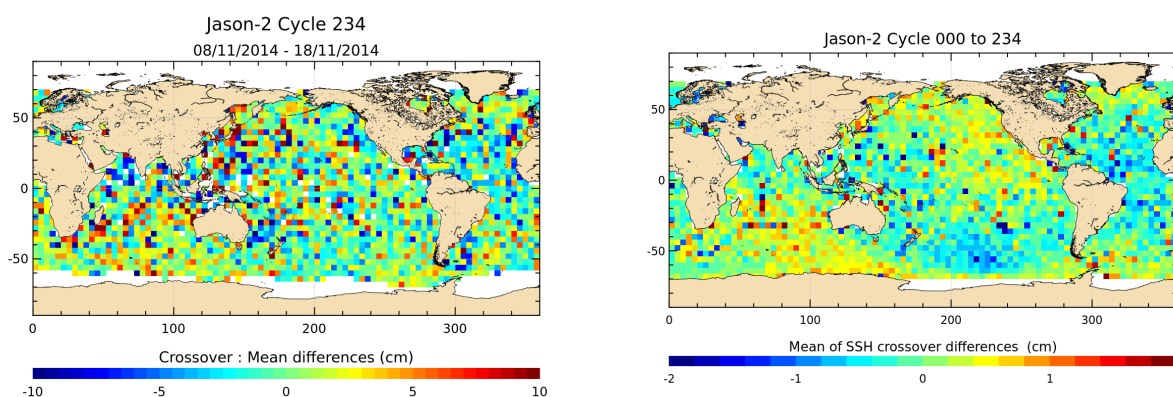 Jason-2 Cycle 234
08/11/2014 - 18/11/2014
50
0
-50
0 100 200 300
Crossover : Mean differences (cm)
-10 -5 0 5 10
Jason-2 Cycle 000 to 234
50
0
-50
0 100 200 300
Mean of SSH crossover differences (cm)
-2 -1 0 1